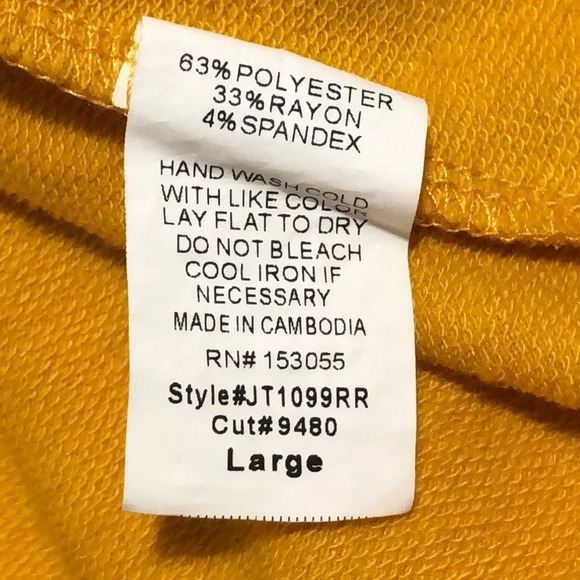 63% POLYESTER
33% RAYON
4% SPANDEX
HAND WASH COLD
WITH LIKE COLOR
LAY FLAT TO DRY
DO NOT BLEACH
COOL IRON IF
NECESSARY
MADE IN CAMBODIA
RN# 153055
Style#JT1099RR
Cut#9480
Large